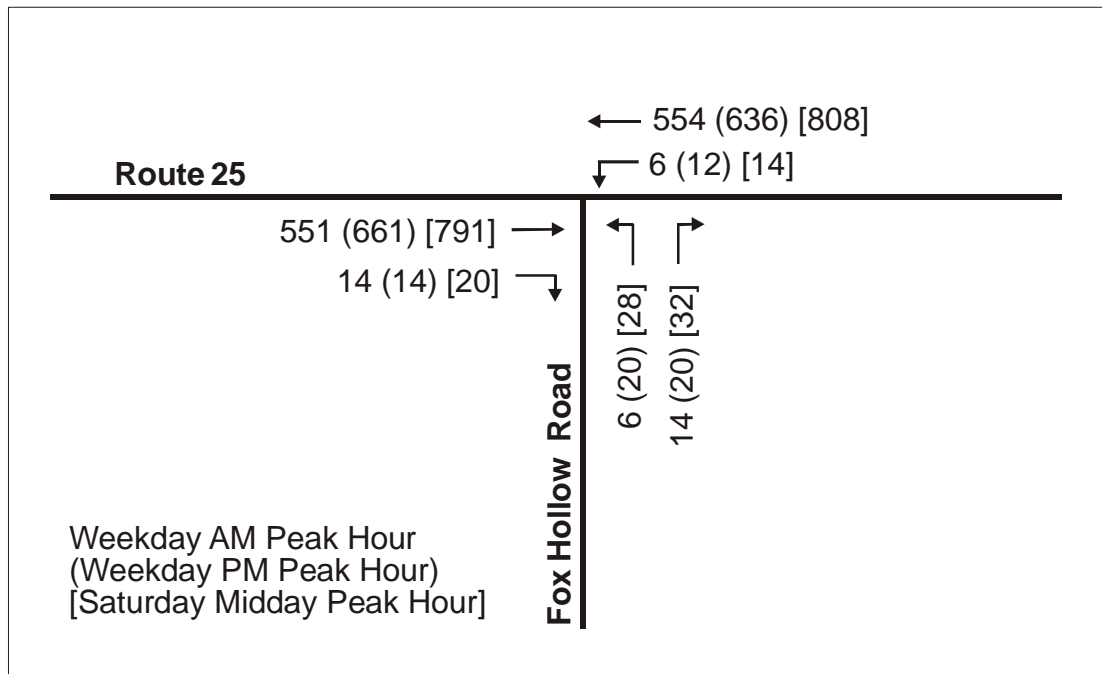 554 (636) [808]
6 (12) [14]
Route 25
551 (661) [791]
14 (14) [20]
6 (20) [28]
14 (20) [32]
Fox Hollow Road
Weekday AM Peak Hour
(Weekday PM Peak Hour)
[Saturday Midday Peak Hour]